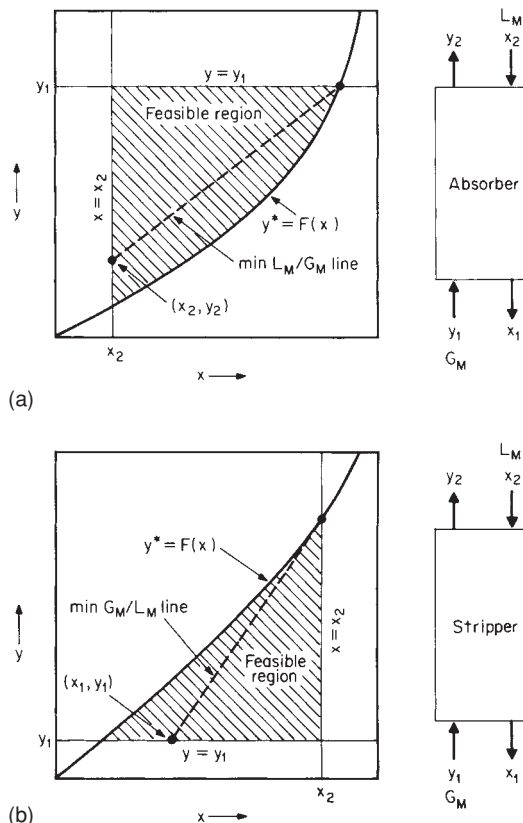 (a)
y
y₁
y = y₁
Feasible region
x = x₂
y* = F(x)
min L_M/G_M line
(x₂, y₂)
x₂
x
L_M
y₂ x₂
Absorber
y₁ x₁
G_M
(b)
y
y* = F(x)
min G_M/L_M line
x = x₂
Feasible
region
(x₁, y₁)
y₁
y = y₁
x₂
x
L_M
y₂ x₂
Stripper
y₁ x₁
G_M